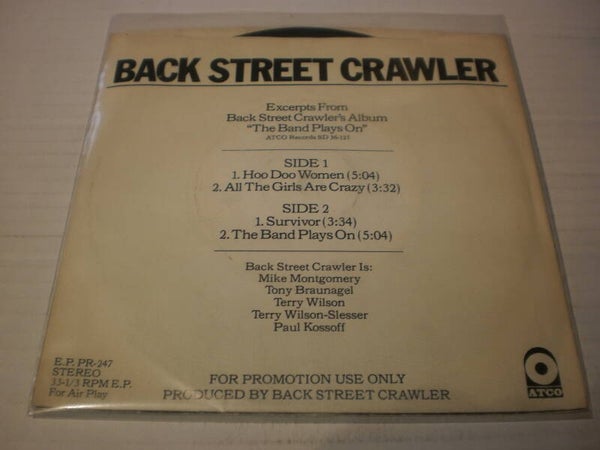 BACK STREET CRAWLER
Excerpts From
Back Street Crawler's Album
"The Band Plays On"
ATCO Records SD 36-125
SIDE 1
1. Hoo Doo Women (5:04)
2. All The Girls Are Crazy (3:32)
SIDE 2
1. Survivor (3:34)
2. The Band Plays On (5:04)
Back Street Crawler Is:
Mike Montgomery
Tony Braunagel
Terry Wilson
Terry Wilson-Slesser
Paul Kossoff
E.P. PR-247
STEREO
33-1/3 RPM E.P.
For Air Play
FOR PROMOTION USE ONLY
PRODUCED BY BACK STREET CRAWLER
ATCO